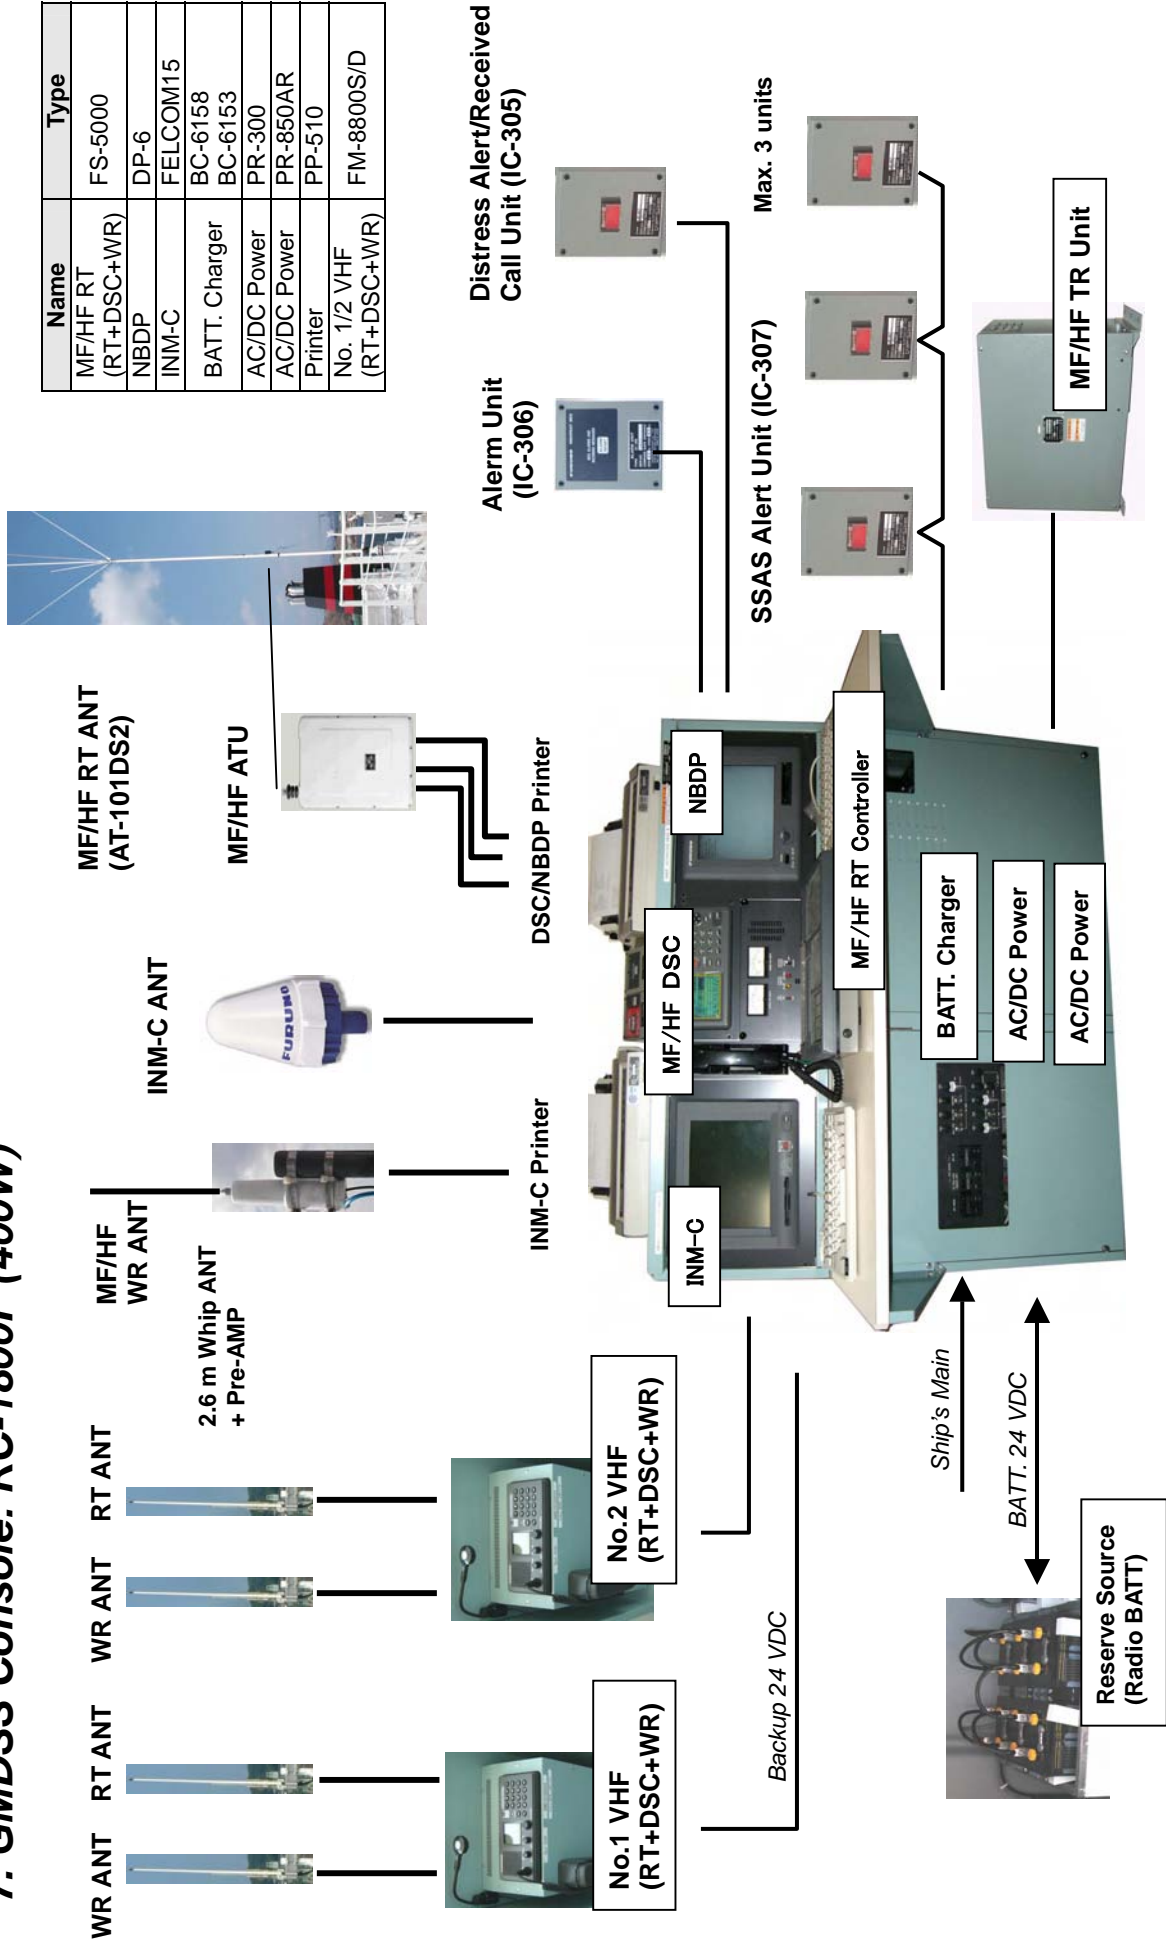 7. GMDSS Console: RC-1800F (400W)
Name Type
MF/HF RT
(RT+DSC+WR) FS-5000
NBDP DP-6
INM-C FELCOM15
BATT. Charger BC-6158
BC-6153
AC/DC Power PR-300
AC/DC Power PR-850AR
Printer PP-510
No. 1/2 VHF
(RT+DSC+WR) FM-8800S/D
WR ANT
RT ANT
WR ANT
RT ANT
MF/HF
WR ANT
2.6 m Whip ANT
+ Pre-AMP
INM-C ANT
FURUNO
MF/HF RT ANT
(AT-101DS2)
MF/HF ATU
Alerm Unit
(IC-306)
Distress Alert/Received
Call Unit (IC-305)
INM-C Printer
DSC/NBDP Printer
No.1 VHF
(RT+DSC+WR)
No.2 VHF
(RT+DSC+WR)
INM-C
MF/HF DSC
NBDP
SSAS Alert Unit (IC-307)
Max. 3 units
Backup 24 VDC
MF/HF RT Controller
Ship's Main
BATT. Charger
BATT. 24 VDC
AC/DC Power
AC/DC Power
MF/HF TR Unit
Reserve Source
(Radio BATT)